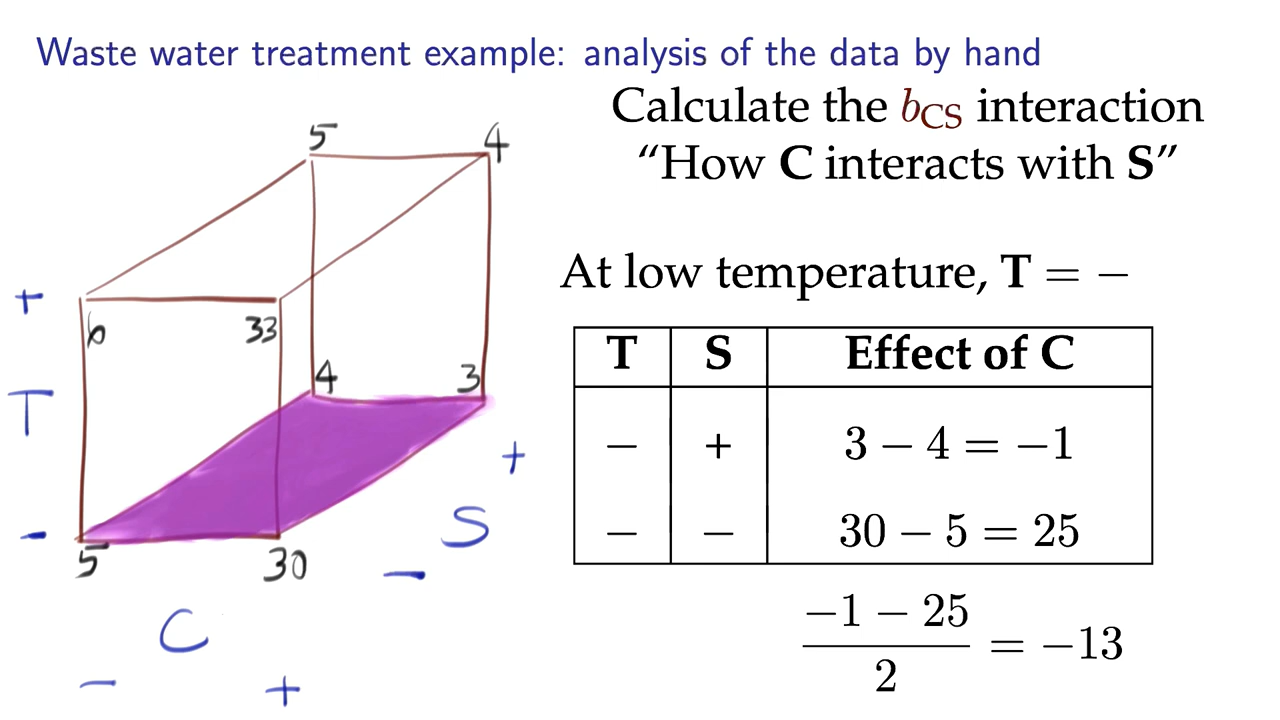 Waste water treatment example: analysis of the data by hand
Calculate the b_CS interaction
“How C interacts with S”
5 4
+
6 33
At low temperature, T = −
T
4 3
T S Effect of C
− + 3 − 4 = −1
− − 30 − 5 = 25
+
S
-
5 30
−
C
− +
−1 − 25
2
= −13